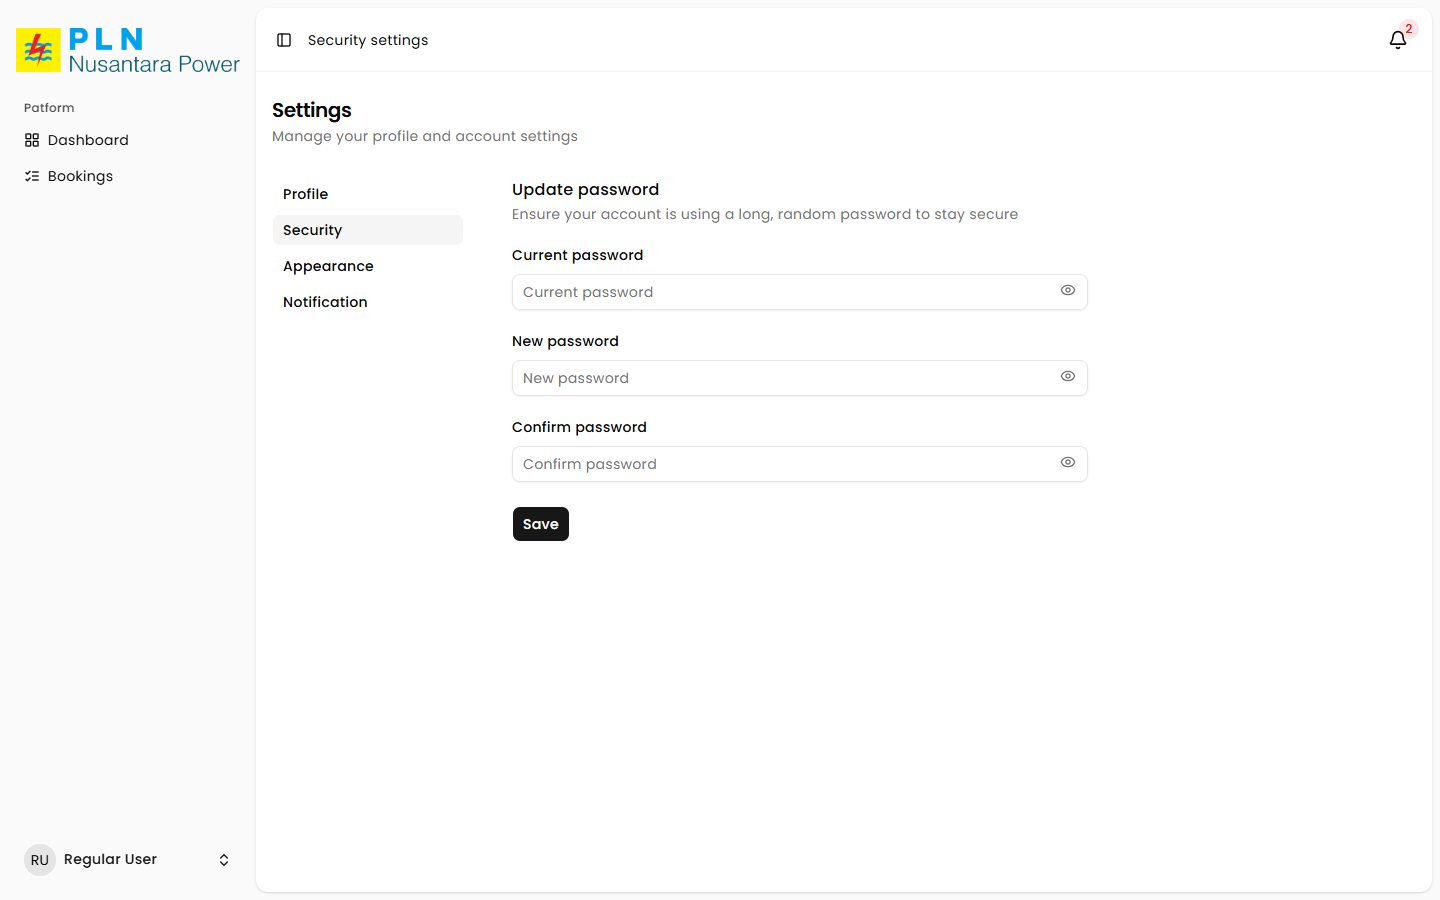 PLN
Nusantara Power
Patform
Dashboard
Bookings
Security settings
2
Settings
Manage your profile and account settings
Profile
Security
Appearance
Notification
Update password
Ensure your account is using a long, random password to stay secure
Current password
Current password
New password
New password
Confirm password
Confirm password
Save
RU
Regular User